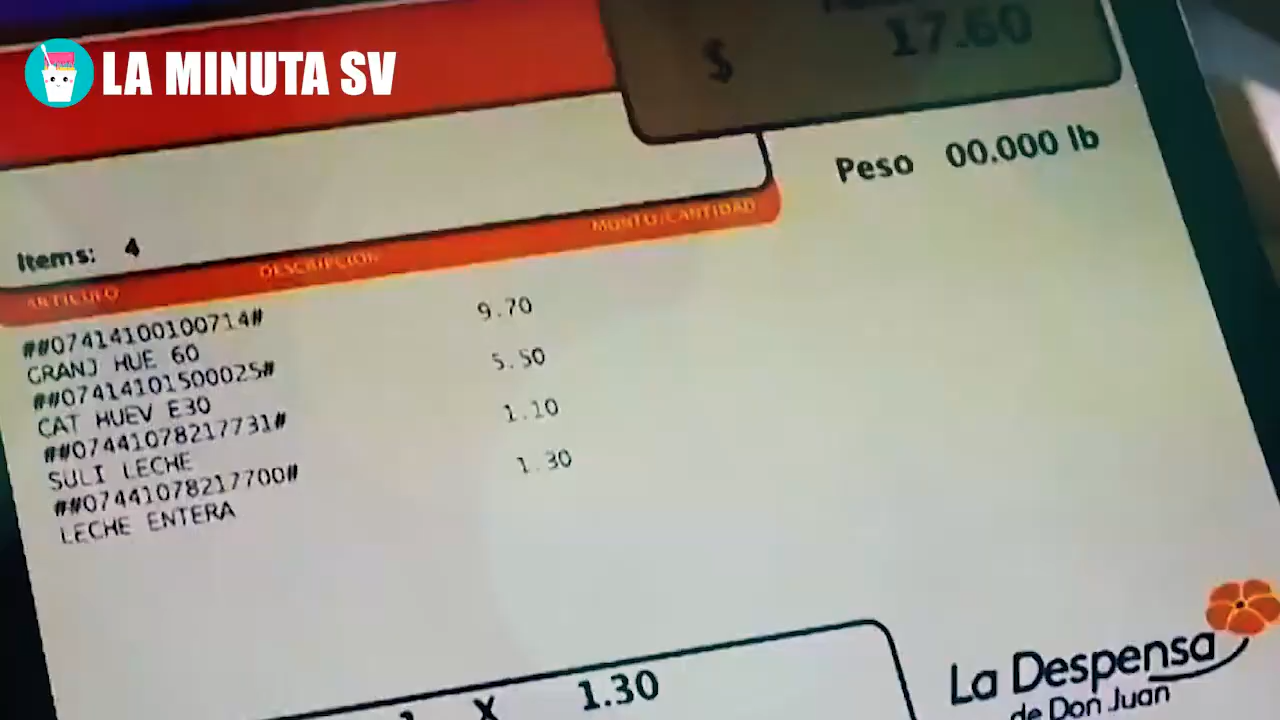 LA MINUTA SV
$ 17.60
Peso 00.000 lb
Items: 4
ARTICULO DESCRIPCION MONTO/CANTIDAD
##07414100100714# 9.70
GRANJ HUE 60
##07414101500025# 5.50
CAT HUEV E30
##07441078217731# 1.10
SULI LECHE
##07441078217700# 1.30
LECHE ENTERA
1 X 1.30
La Despensa
de Don Juan